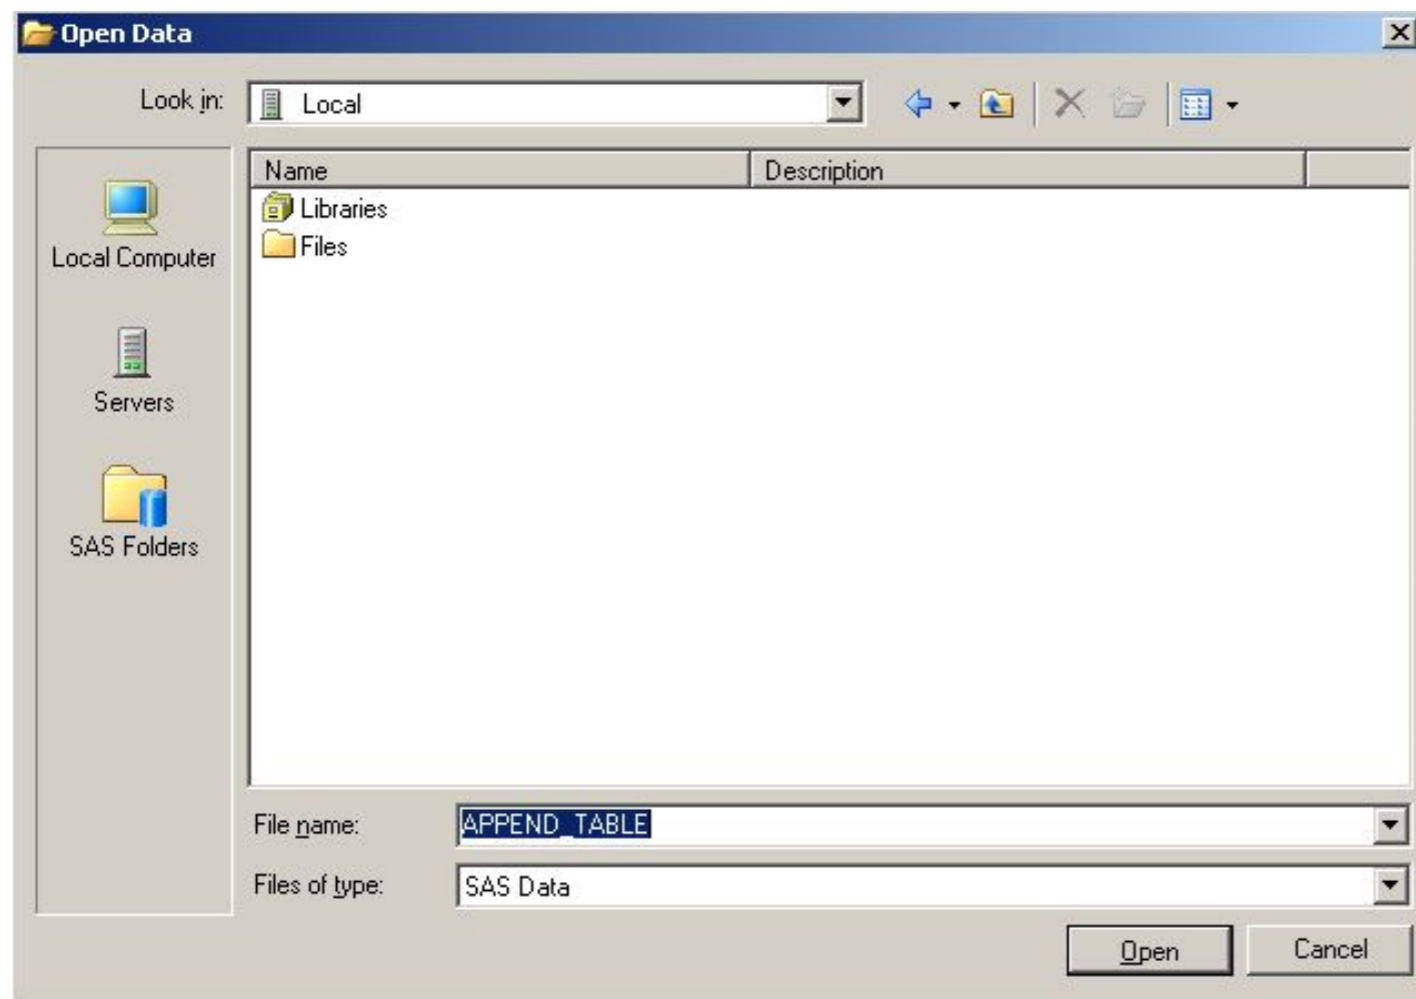 Open Data
Look in: Local
Name Description
Libraries
Files
Local Computer
Servers
SAS Folders
File name: APPEND_TABLE
Files of type: SAS Data
Open Cancel